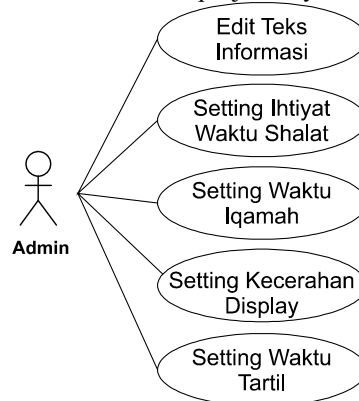 Edit Teks
Informasi
Setting Ihtiyat
Waktu Shalat
Setting Waktu
Iqamah
Admin
Setting Kecerahan
Display
Setting Waktu
Tartil